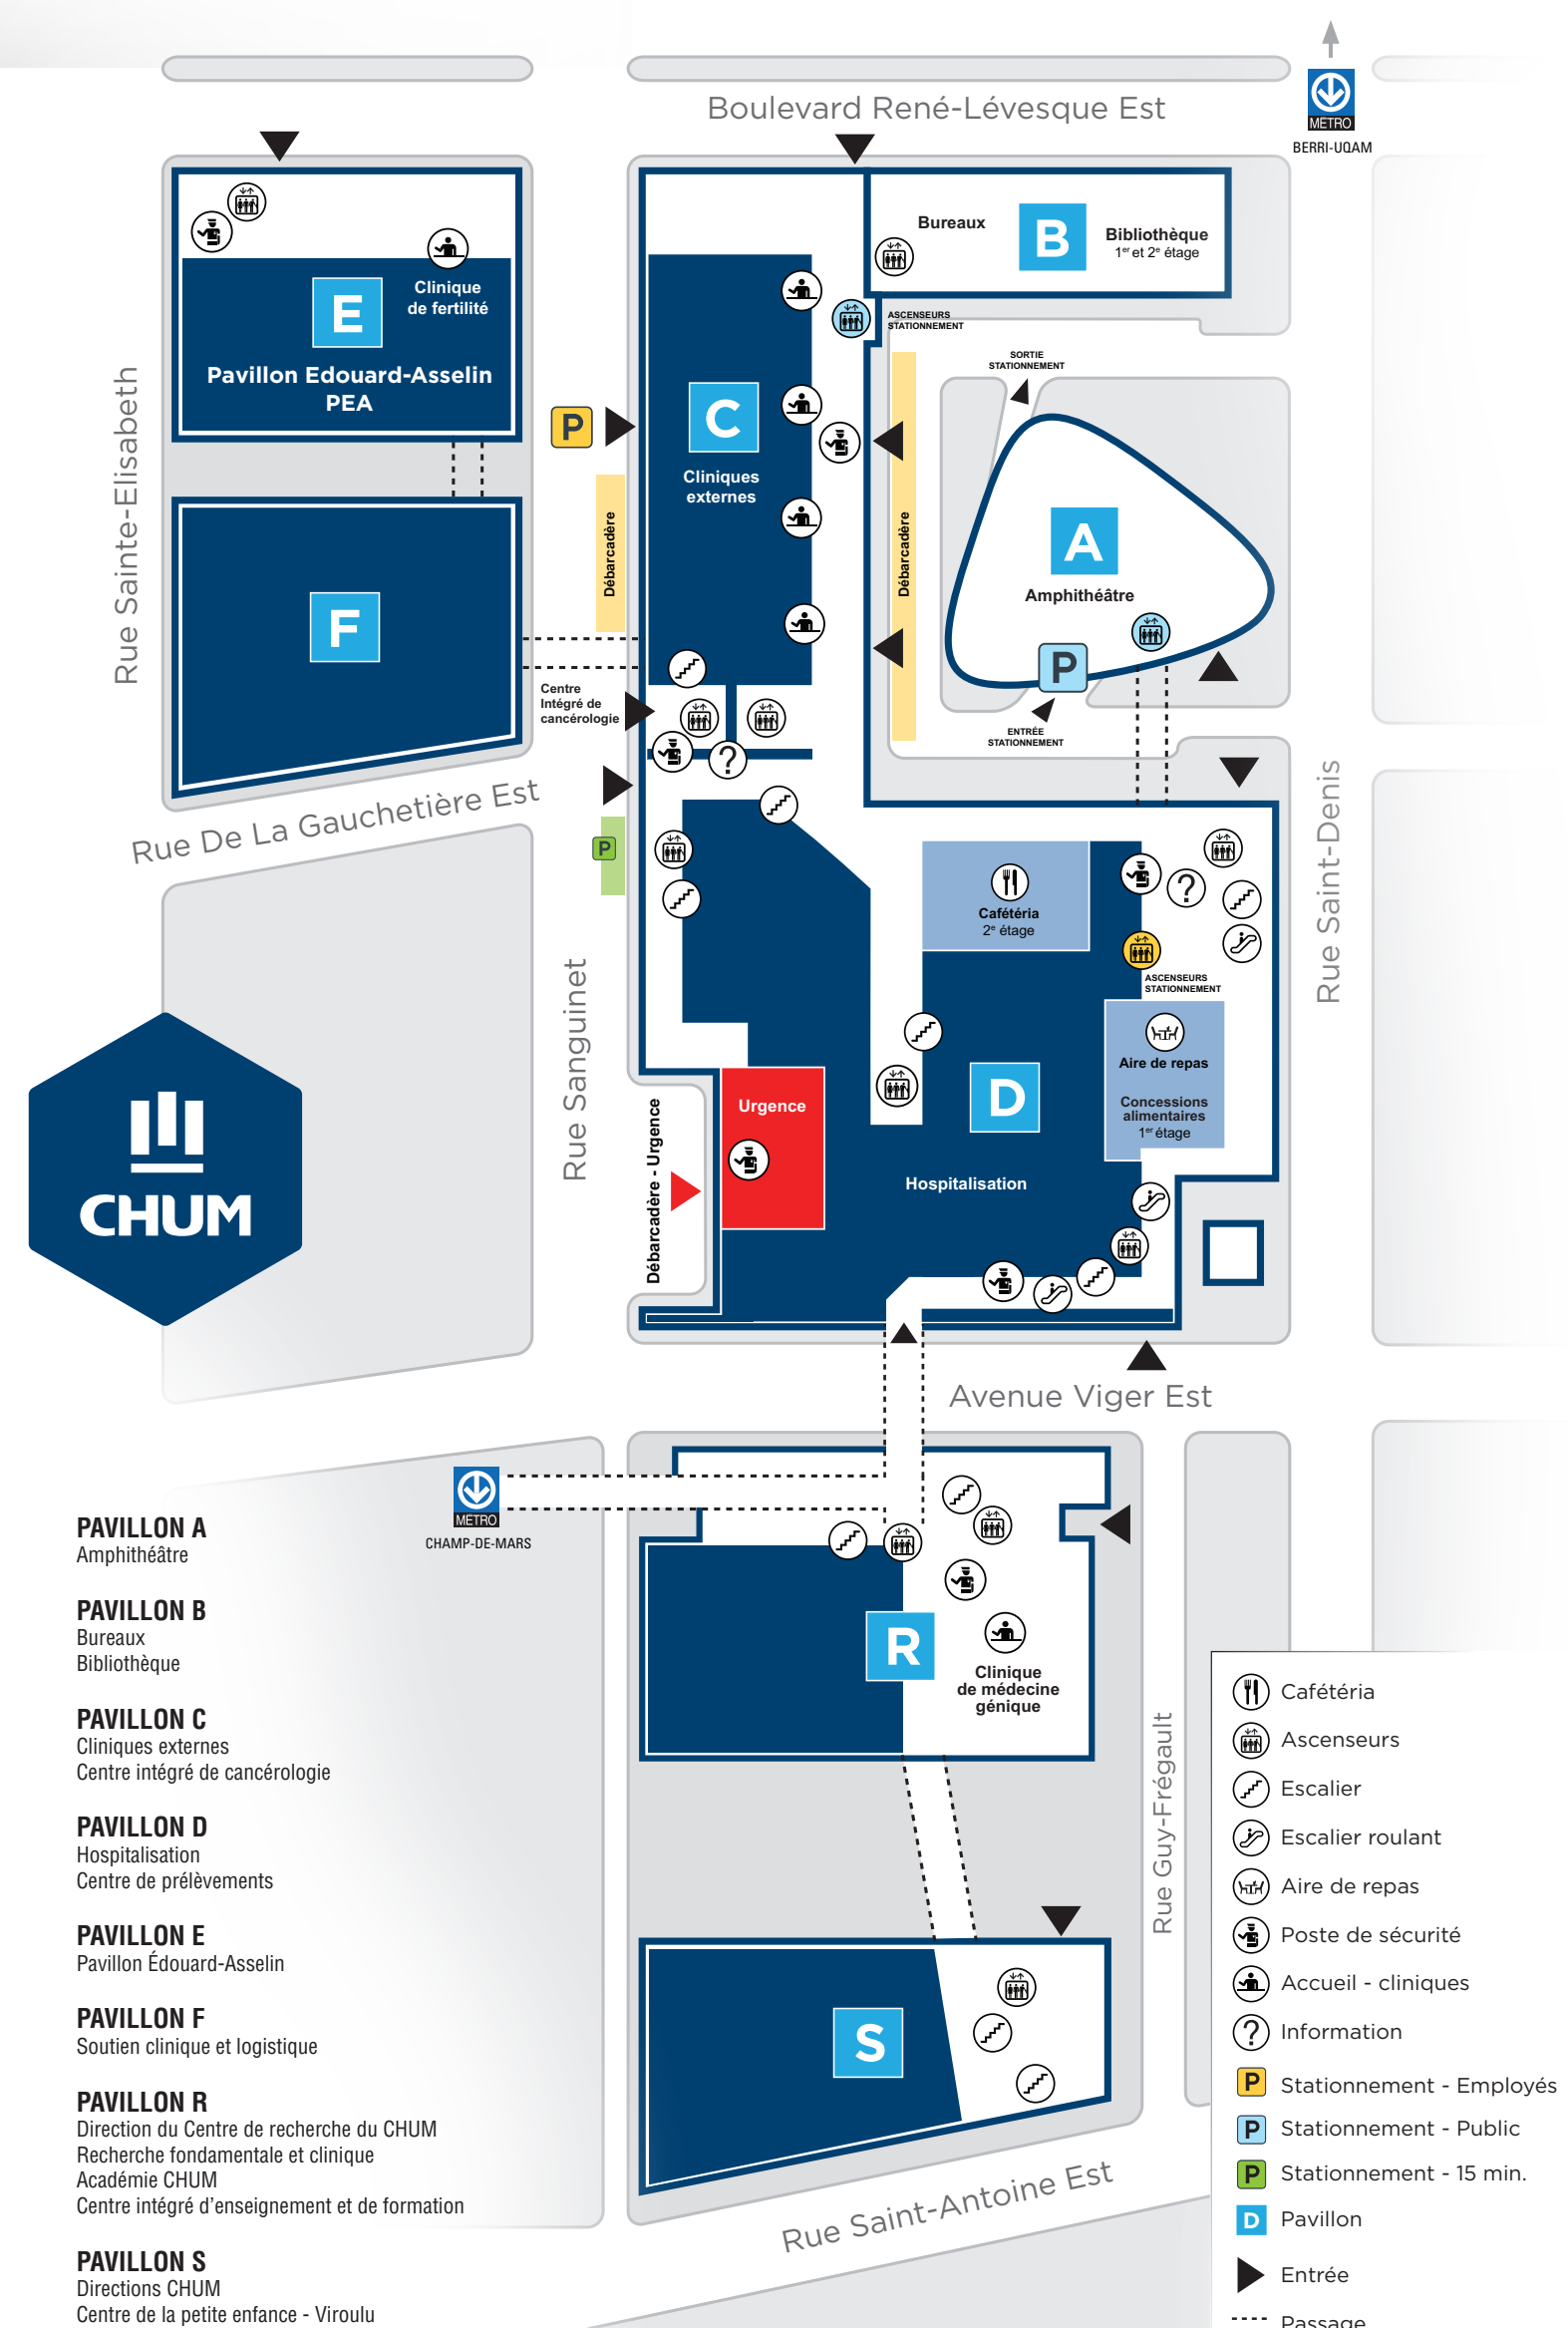 Boulevard René-Lévesque Est
MÉTRO
BERRI-UQAM
Bureaux
B
Bibliothèque
1er et 2e étage
ASCENSEURS
STATIONNEMENT
E
Clinique
de fertilité
Pavillon Edouard-Asselin
PEA
Rue Sainte-Elisabeth
SORTIE
STATIONNEMENT
P
C
Cliniques
externes
Débarcadère
Débarcadère
A
Amphithéâtre
F
P
Centre
Intégré de
cancérologie
ENTRÉE
STATIONNEMENT
Rue De La Gauchetière Est
P
?
Rue Saint-Denis
Cafétéria
2e étage
?
ASCENSEURS
STATIONNEMENT
Rue Sanguinet
Aire de repas
Concessions
alimentaires
1er étage
D
Urgence
Débarcadère - Urgence
Hospitalisation
CHUM
Avenue Viger Est
MÉTRO
CHAMP-DE-MARS
R
Clinique
de médecine
génique
Rue Guy-Frégault
S
Rue Saint-Antoine Est
PAVILLON A
Amphithéâtre
PAVILLON B
Bureaux
Bibliothèque
PAVILLON C
Cliniques externes
Centre intégré de cancérologie
PAVILLON D
Hospitalisation
Centre de prélèvements
PAVILLON E
Pavillon Édouard-Asselin
PAVILLON F
Soutien clinique et logistique
PAVILLON R
Direction du Centre de recherche du CHUM
Recherche fondamentale et clinique
Académie CHUM
Centre intégré d'enseignement et de formation
PAVILLON S
Directions CHUM
Centre de la petite enfance - Viroulu
Cafétéria
Ascenseurs
Escalier
Escalier roulant
Aire de repas
Poste de sécurité
Accueil - cliniques
? Information
P Stationnement - Employés
P Stationnement - Public
P Stationnement - 15 min.
D Pavillon
Entrée
Passage